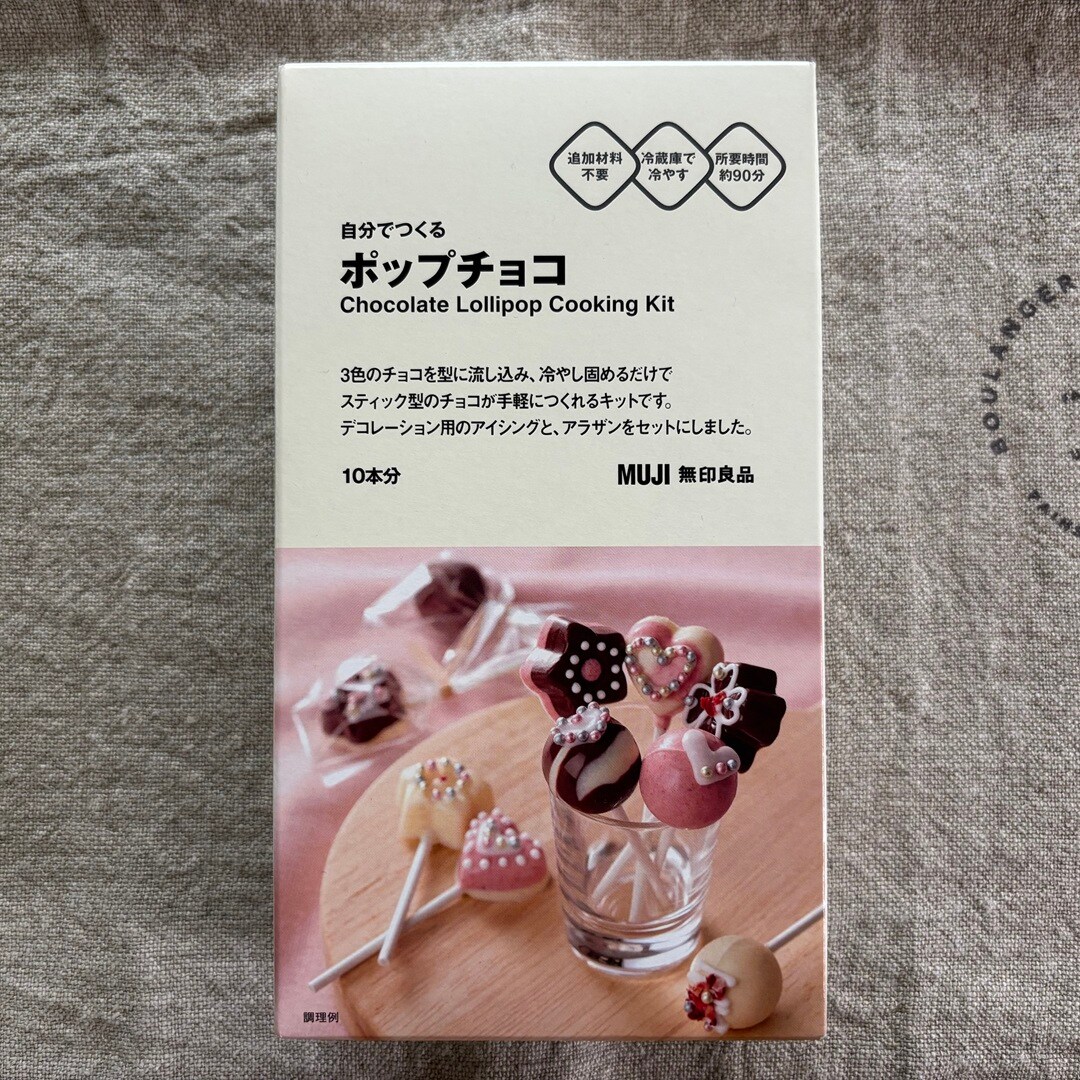 追加材料
不要
冷蔵庫で
冷やす
所要時間
約90分
自分でつくる
ポップチョコ
Chocolate Lollipop Cooking Kit
3色のチョコを型に流し込み、冷やし固めるだけで
スティック型のチョコが手軽につくれるキットです。
デコレーション用のアイシングと、アラザンをセットにしました。
10本分
MUJI 無印良品
調理例
BOULANGER